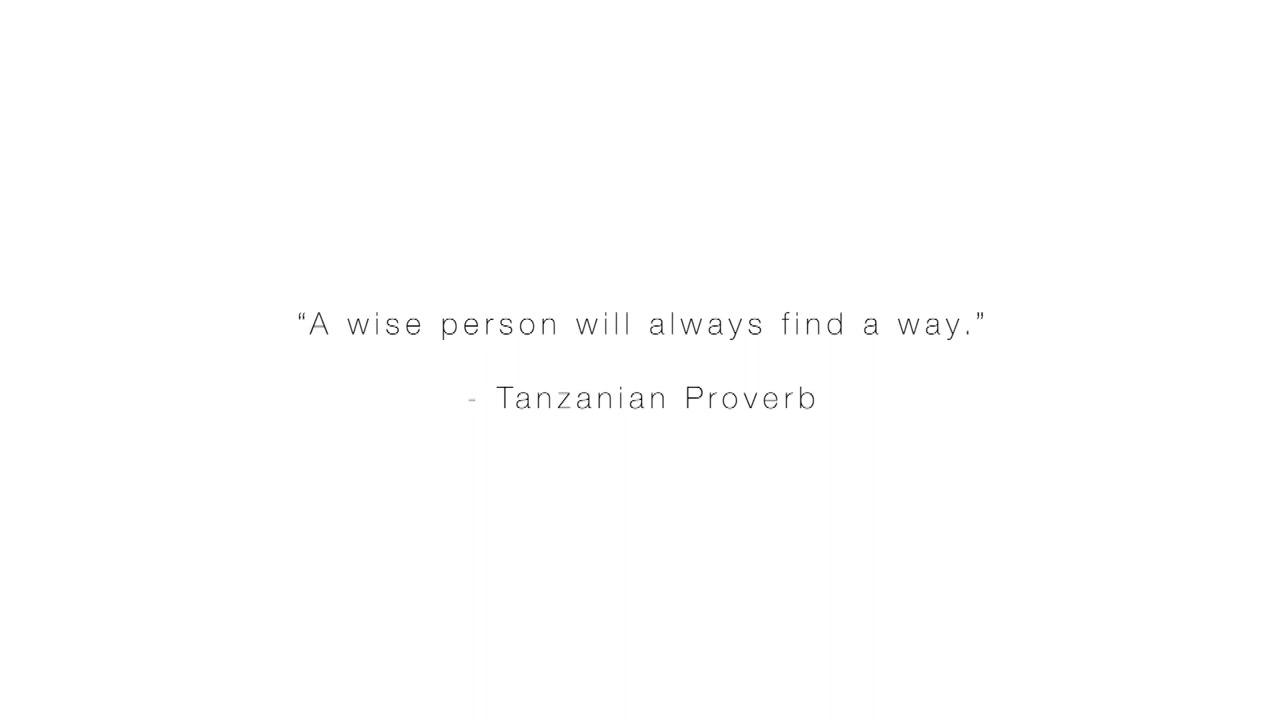 “A wise person will always find a way.”
- Tanzanian Proverb